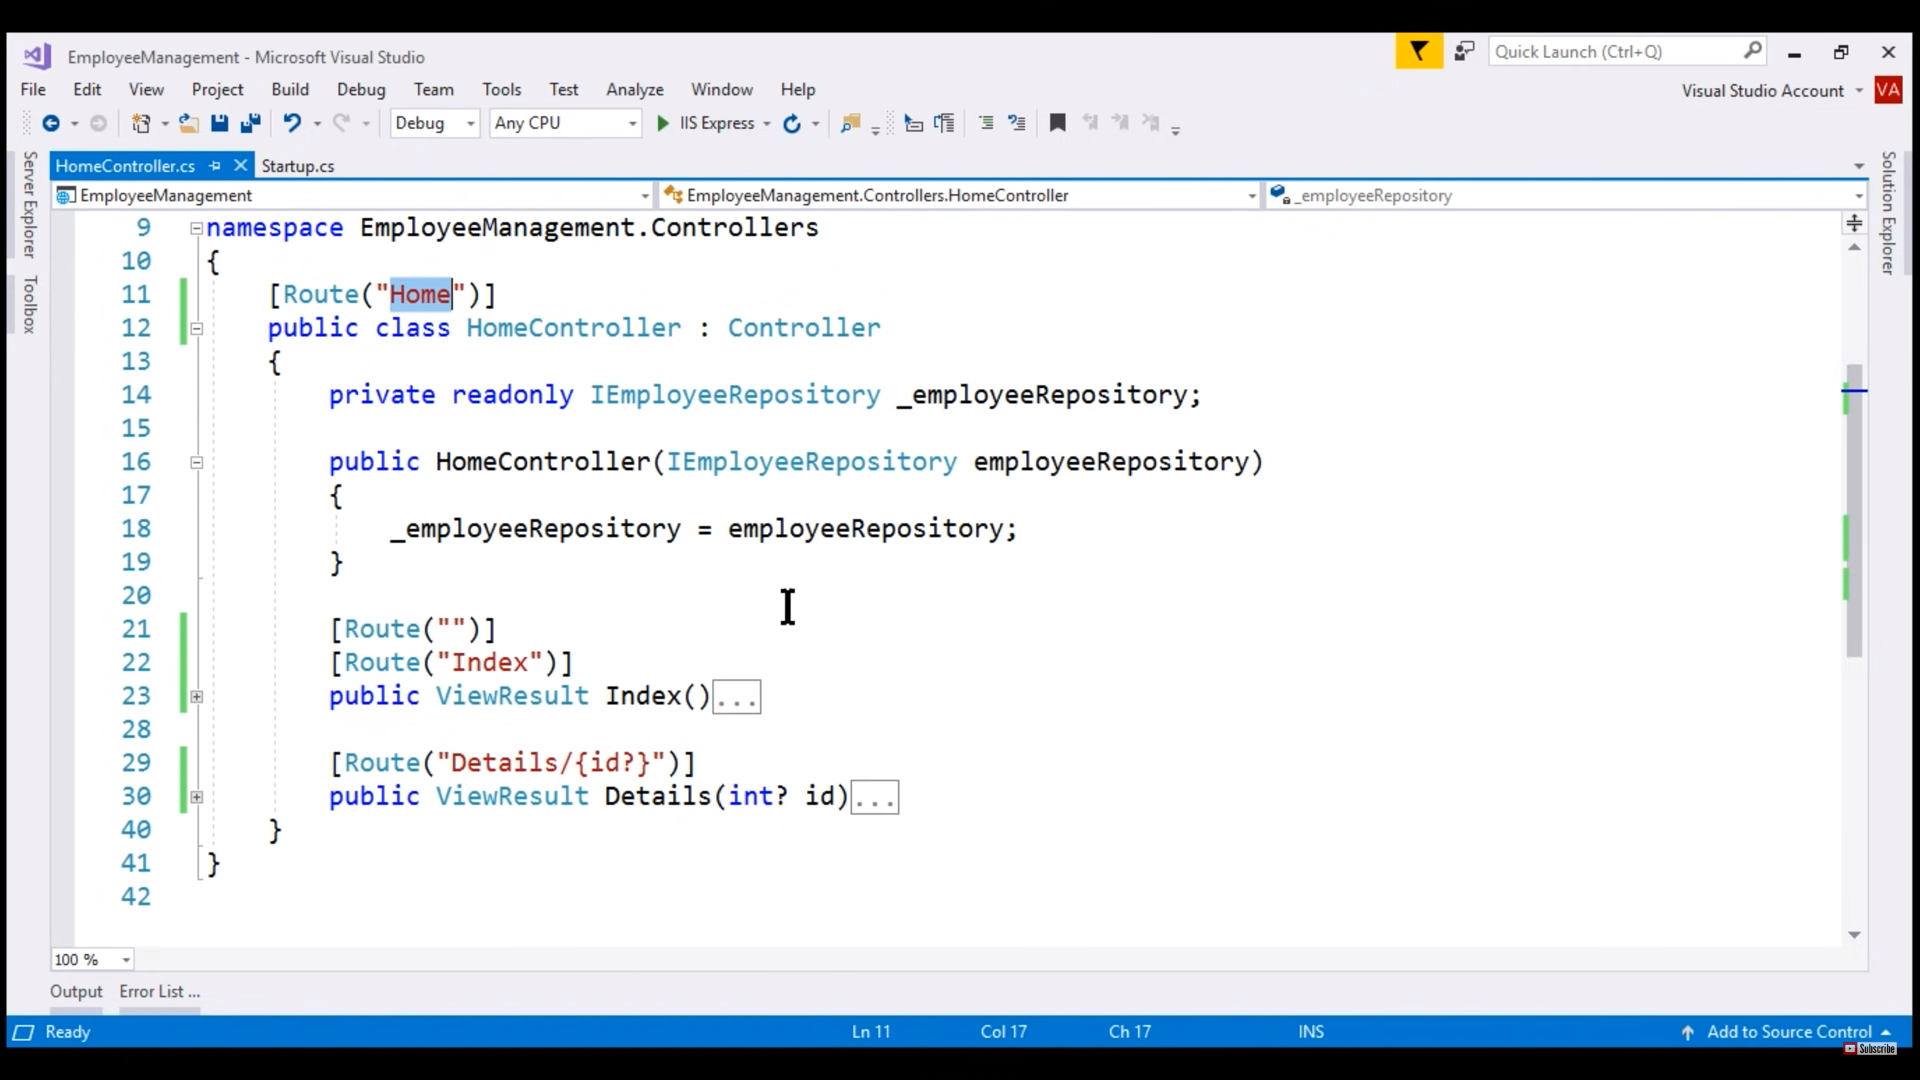 EmployeeManagement - Microsoft Visual Studio
Quick Launch (Ctrl+Q)
File Edit View Project Build Debug Team Tools Test Analyze Window Help
Visual Studio Account VA
Debug Any CPU IIS Express
HomeController.cs Startup.cs
EmployeeManagement EmployeeManagement.Controllers.HomeController _employeeRepository
Server Explorer
Toolbox
Solution Explorer
9 namespace EmployeeManagement.Controllers
10 {
11 [Route("Home")]
12 public class HomeController : Controller
13 {
14 private readonly IEmployeeRepository _employeeRepository;
15
16 public HomeController(IEmployeeRepository employeeRepository)
17 {
18 _employeeRepository = employeeRepository;
19 }
20
21 [Route("")]
22 [Route("Index")]
23 public ViewResult Index()...
28
29 [Route("Details/{id?}")]
30 public ViewResult Details(int? id)...
40 }
41 }
42
100 %
Output Error List ...
Ready Ln 11 Col 17 Ch 17 INS Add to Source Control
Subscribe